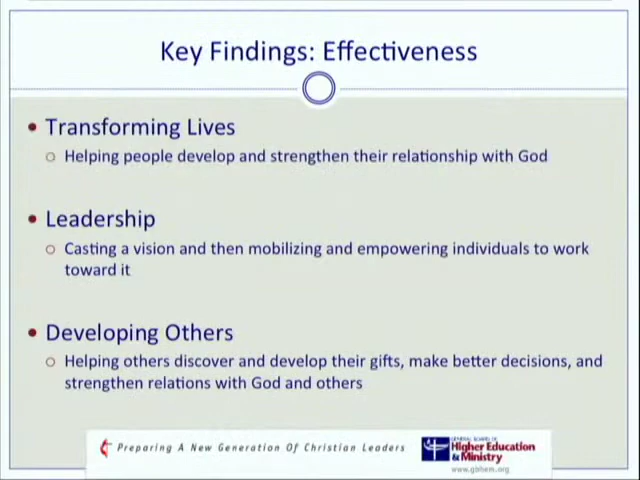 Key Findings: Effectiveness
• Transforming Lives
○ Helping people develop and strengthen their relationship with God
• Leadership
○ Casting a vision and then mobilizing and empowering individuals to work
toward it
• Developing Others
○ Helping others discover and develop their gifts, make better decisions, and
strengthen relations with God and others
Preparing A New Generation Of Christian Leaders
GENERAL BOARD OF
Higher Education
& Ministry
www.gbhem.org